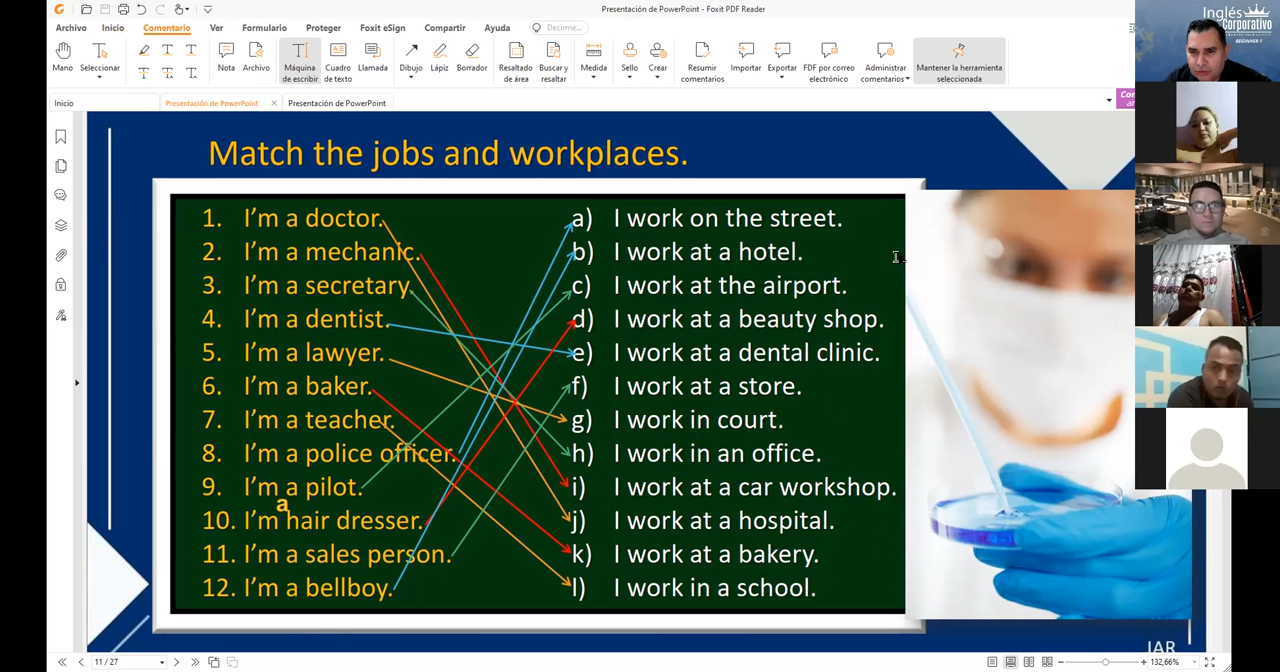 Presentación de PowerPoint - Foxit PDF Reader
Archivo Inicio Comentario Ver Formulario Proteger Foxit eSign Compartir Ayuda Decirme...
Mano Seleccionar Nota Archivo Máquina de escribir Cuadro de texto Llamada Dibujo Lápiz Borrador Resaltado de área Buscar y resaltar Medida Sello Crear Resumir comentarios Importar Exportar FDF por correo electrónico Administrar comentarios Mantener la herramienta seleccionada
Inicio Presentación de PowerPoint Presentación de PowerPoint
Inglés
Corporativo
BEGINNER 1
Match the jobs and workplaces.
1. I'm a doctor.
2. I'm a mechanic.
3. I'm a secretary.
4. I'm a dentist.
5. I'm a lawyer.
6. I'm a baker.
7. I'm a teacher.
8. I'm a police officer.
9. I'm a pilot.
a
10. I'm hair dresser.
11. I'm a sales person.
12. I'm a bellboy.
a) I work on the street.
b) I work at a hotel.
c) I work at the airport.
d) I work at a beauty shop.
e) I work at a dental clinic.
f) I work at a store.
g) I work in court.
h) I work in an office.
i) I work at a car workshop.
j) I work at a hospital.
k) I work at a bakery.
l) I work in a school.
11 / 27
132,66%